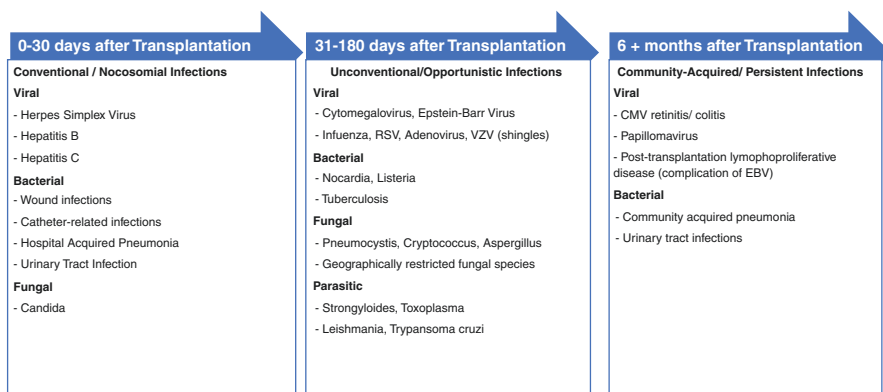 0-30 days after Transplantation
Conventional / Nocosomial Infections
Viral
- Herpes Simplex Virus
- Hepatitis B
- Hepatitis C
Bacterial
- Wound infections
- Catheter-related infections
- Hospital Acquired Pneumonia
- Urinary Tract Infection
Fungal
- Candida
31-180 days after Transplantation
Unconventional/Opportunistic Infections
Viral
- Cytomegalovirus, Epstein-Barr Virus
- Infuenza, RSV, Adenovirus, VZV (shingles)
Bacterial
- Nocardia, Listeria
- Tuberculosis
Fungal
- Pneumocystis, Cryptococcus, Aspergillus
- Geographically restricted fungal species
Parasitic
- Strongyloides, Toxoplasma
- Leishmania, Trypansoma cruzi
6 + months after Transplantation
Community-Acquired/ Persistent Infections
Viral
- CMV retinitis/ colitis
- Papillomavirus
- Post-transplantation lymophoproliferative
disease (complication of EBV)
Bacterial
- Community acquired pneumonia
- Urinary tract infections